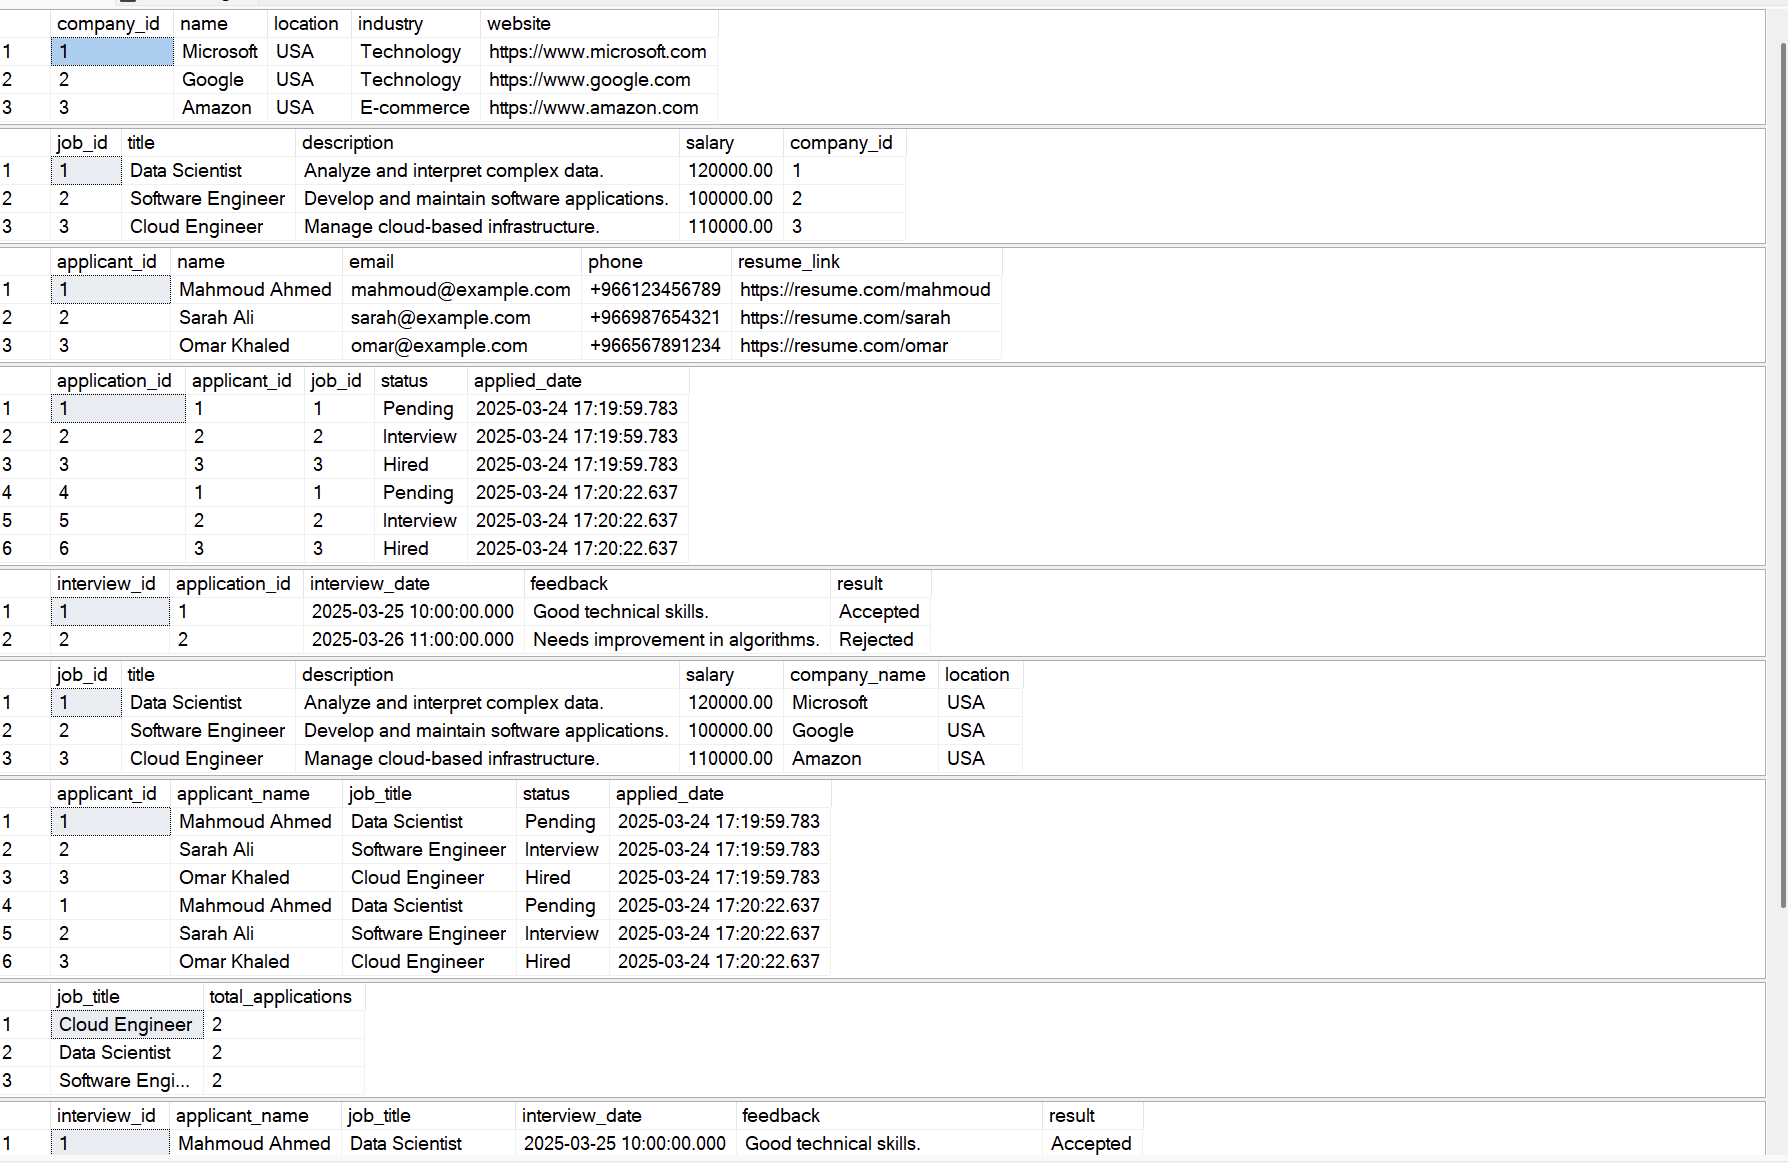 company_id name location industry website
1 1 Microsoft USA Technology https://www.microsoft.com
2 2 Google USA Technology https://www.google.com
3 3 Amazon USA E-commerce https://www.amazon.com
job_id title description salary company_id
1 1 Data Scientist Analyze and interpret complex data. 120000.00 1
2 2 Software Engineer Develop and maintain software applications. 100000.00 2
3 3 Cloud Engineer Manage cloud-based infrastructure. 110000.00 3
applicant_id name email phone resume_link
1 1 Mahmoud Ahmed mahmoud@example.com +966123456789 https://resume.com/mahmoud
2 2 Sarah Ali sarah@example.com +966987654321 https://resume.com/sarah
3 3 Omar Khaled omar@example.com +966567891234 https://resume.com/omar
application_id applicant_id job_id status applied_date
1 1 1 1 Pending 2025-03-24 17:19:59.783
2 2 2 2 Interview 2025-03-24 17:19:59.783
3 3 3 3 Hired 2025-03-24 17:19:59.783
4 4 1 1 Pending 2025-03-24 17:20:22.637
5 5 2 2 Interview 2025-03-24 17:20:22.637
6 6 3 3 Hired 2025-03-24 17:20:22.637
interview_id application_id interview_date feedback result
1 1 1 2025-03-25 10:00:00.000 Good technical skills. Accepted
2 2 2 2025-03-26 11:00:00.000 Needs improvement in algorithms. Rejected
job_id title description salary company_name location
1 1 Data Scientist Analyze and interpret complex data. 120000.00 Microsoft USA
2 2 Software Engineer Develop and maintain software applications. 100000.00 Google USA
3 3 Cloud Engineer Manage cloud-based infrastructure. 110000.00 Amazon USA
applicant_id applicant_name job_title status applied_date
1 1 Mahmoud Ahmed Data Scientist Pending 2025-03-24 17:19:59.783
2 2 Sarah Ali Software Engineer Interview 2025-03-24 17:19:59.783
3 3 Omar Khaled Cloud Engineer Hired 2025-03-24 17:19:59.783
4 1 Mahmoud Ahmed Data Scientist Pending 2025-03-24 17:20:22.637
5 2 Sarah Ali Software Engineer Interview 2025-03-24 17:20:22.637
6 3 Omar Khaled Cloud Engineer Hired 2025-03-24 17:20:22.637
job_title total_applications
1 Cloud Engineer 2
2 Data Scientist 2
3 Software Engi... 2
interview_id applicant_name job_title interview_date feedback result
1 1 Mahmoud Ahmed Data Scientist 2025-03-25 10:00:00.000 Good technical skills. Accepted